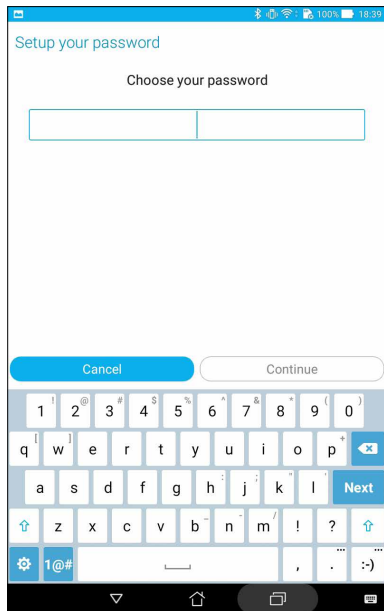 100% 18:39
Setup your password
Choose your password
Cancel Continue
! @ # $ % ^ & * ( )
1 2 3 4 5 6 7 8 9 0
[ ] +
q w e r t y u i o p
: ; " '
a s d f g h j k l Next
_ - /
z x c v b n m ! ?
1@# , . ... :-) ...